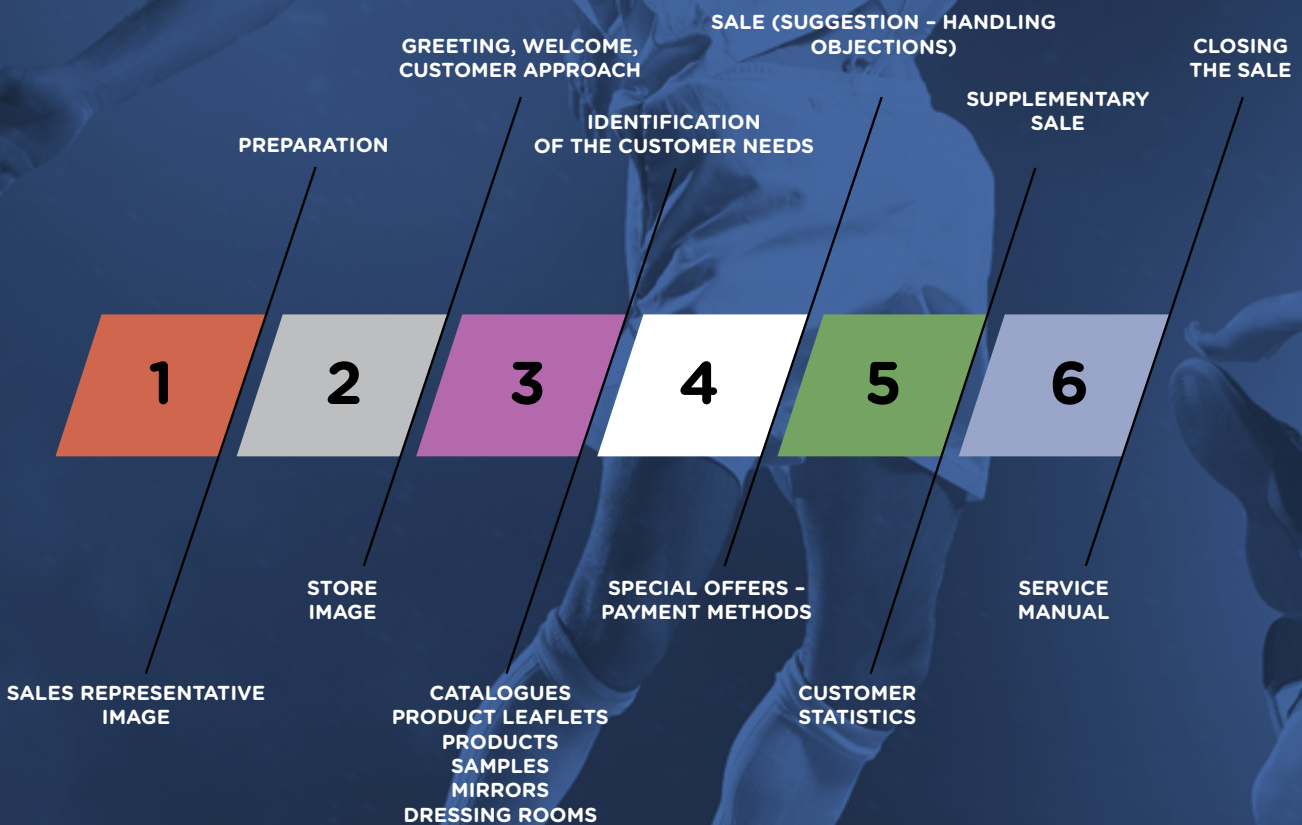 SALE (SUGGESTION – HANDLING
OBJECTIONS)
GREETING, WELCOME,
CUSTOMER APPROACH
CLOSING
THE SALE
SUPPLEMENTARY
SALE
IDENTIFICATION
OF THE CUSTOMER NEEDS
PREPARATION
1
2
3
4
5
6
STORE
IMAGE
SPECIAL OFFERS –
PAYMENT METHODS
SERVICE
MANUAL
SALES REPRESENTATIVE
IMAGE
CATALOGUES
PRODUCT LEAFLETS
PRODUCTS
SAMPLES
MIRRORS
DRESSING ROOMS
CUSTOMER
STATISTICS